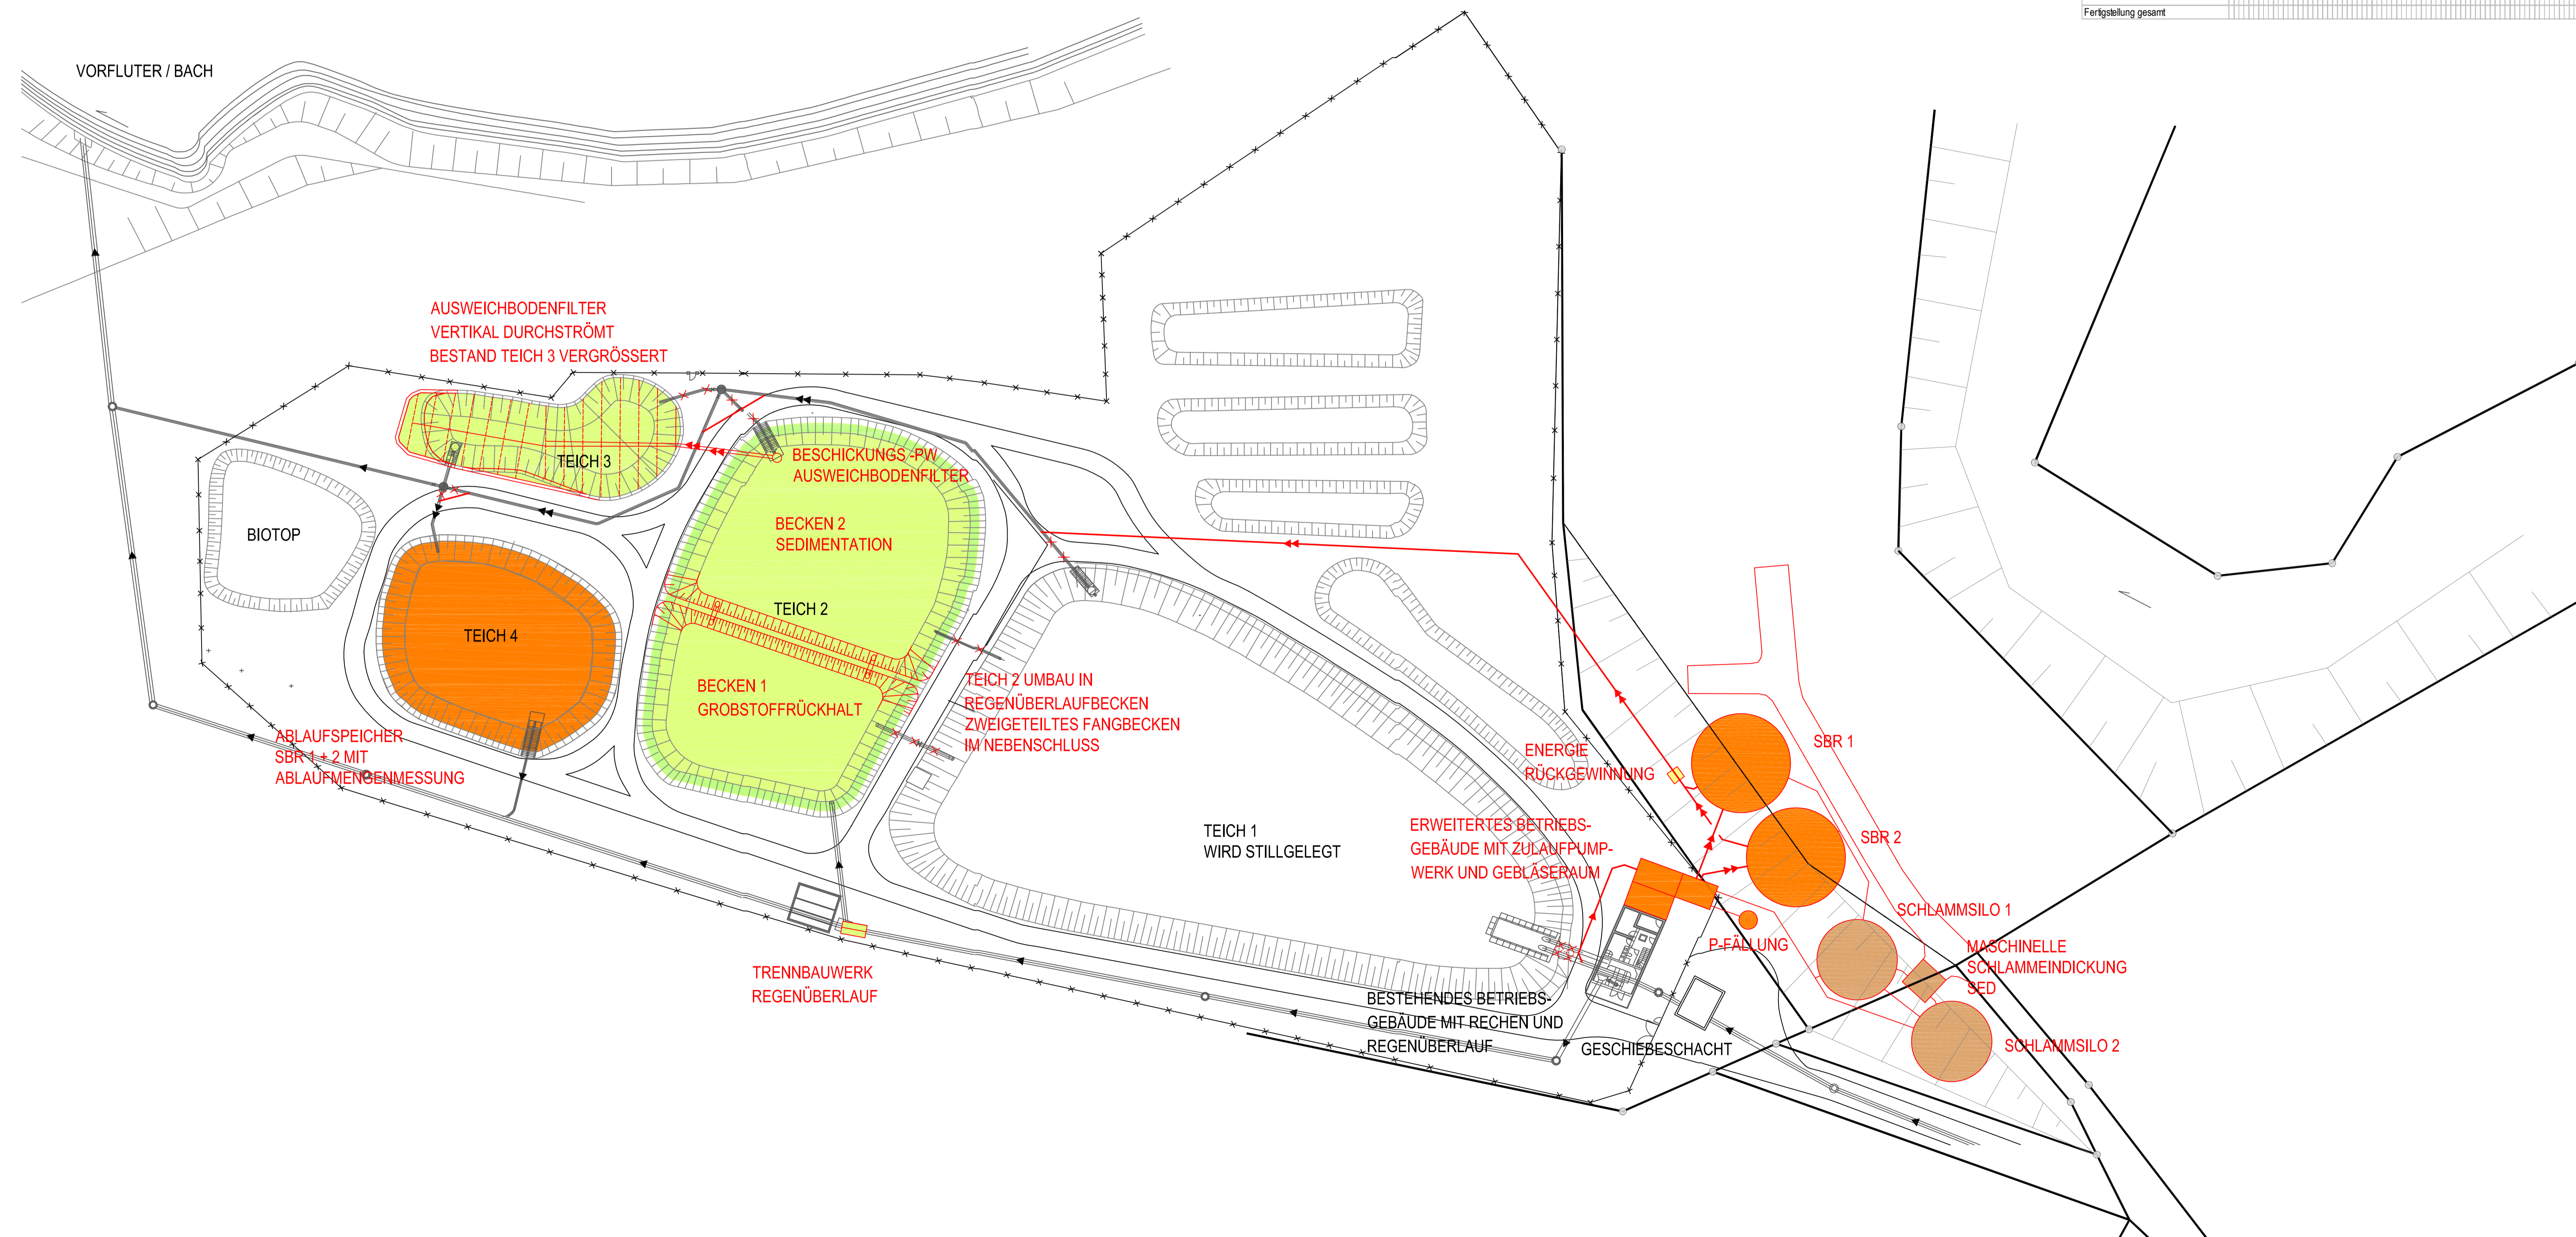 Fertigstellung gesamt
VORFLUTER / BACH
AUSWEICHBODENFILTER
VERTIKAL DURCHSTRÖMT
BESTAND TEICH 3 VERGRÖSSERT
TEICH 3
BESCHICKUNGS -PW
AUSWEICHBODENFILTER
BIOTOP
BECKEN 2
SEDIMENTATION
TEICH 2
TEICH 4
BECKEN 1
GROBSTOFFRÜCKHALT
TEICH 2 UMBAU IN
REGENÜBERLAUFBECKEN
ZWEIGETEILTES FANGBECKEN
IM NEBENSCHLUSS
ABLAUFSPEICHER
SBR 1 + 2 MIT
ABLAUFMENGENMESSUNG
ENERGIE
RÜCKGEWINNUNG
SBR 1
SBR 2
TEICH 1
WIRD STILLGELEGT
ERWEITERTES BETRIEBS-
GEBÄUDE MIT ZULAUFPUMP-
WERK UND GEBLÄSERAUM
SCHLAMMSILO 1
P-FÄLLUNG
MASCHINELLE
SCHLAMMEINDICKUNG
SED
TRENNBAUWERK
REGENÜBERLAUF
BESTEHENDES BETRIEBS-
GEBÄUDE MIT RECHEN UND
REGENÜBERLAUF
GESCHIEBESCHACHT
SCHLAMMSILO 2